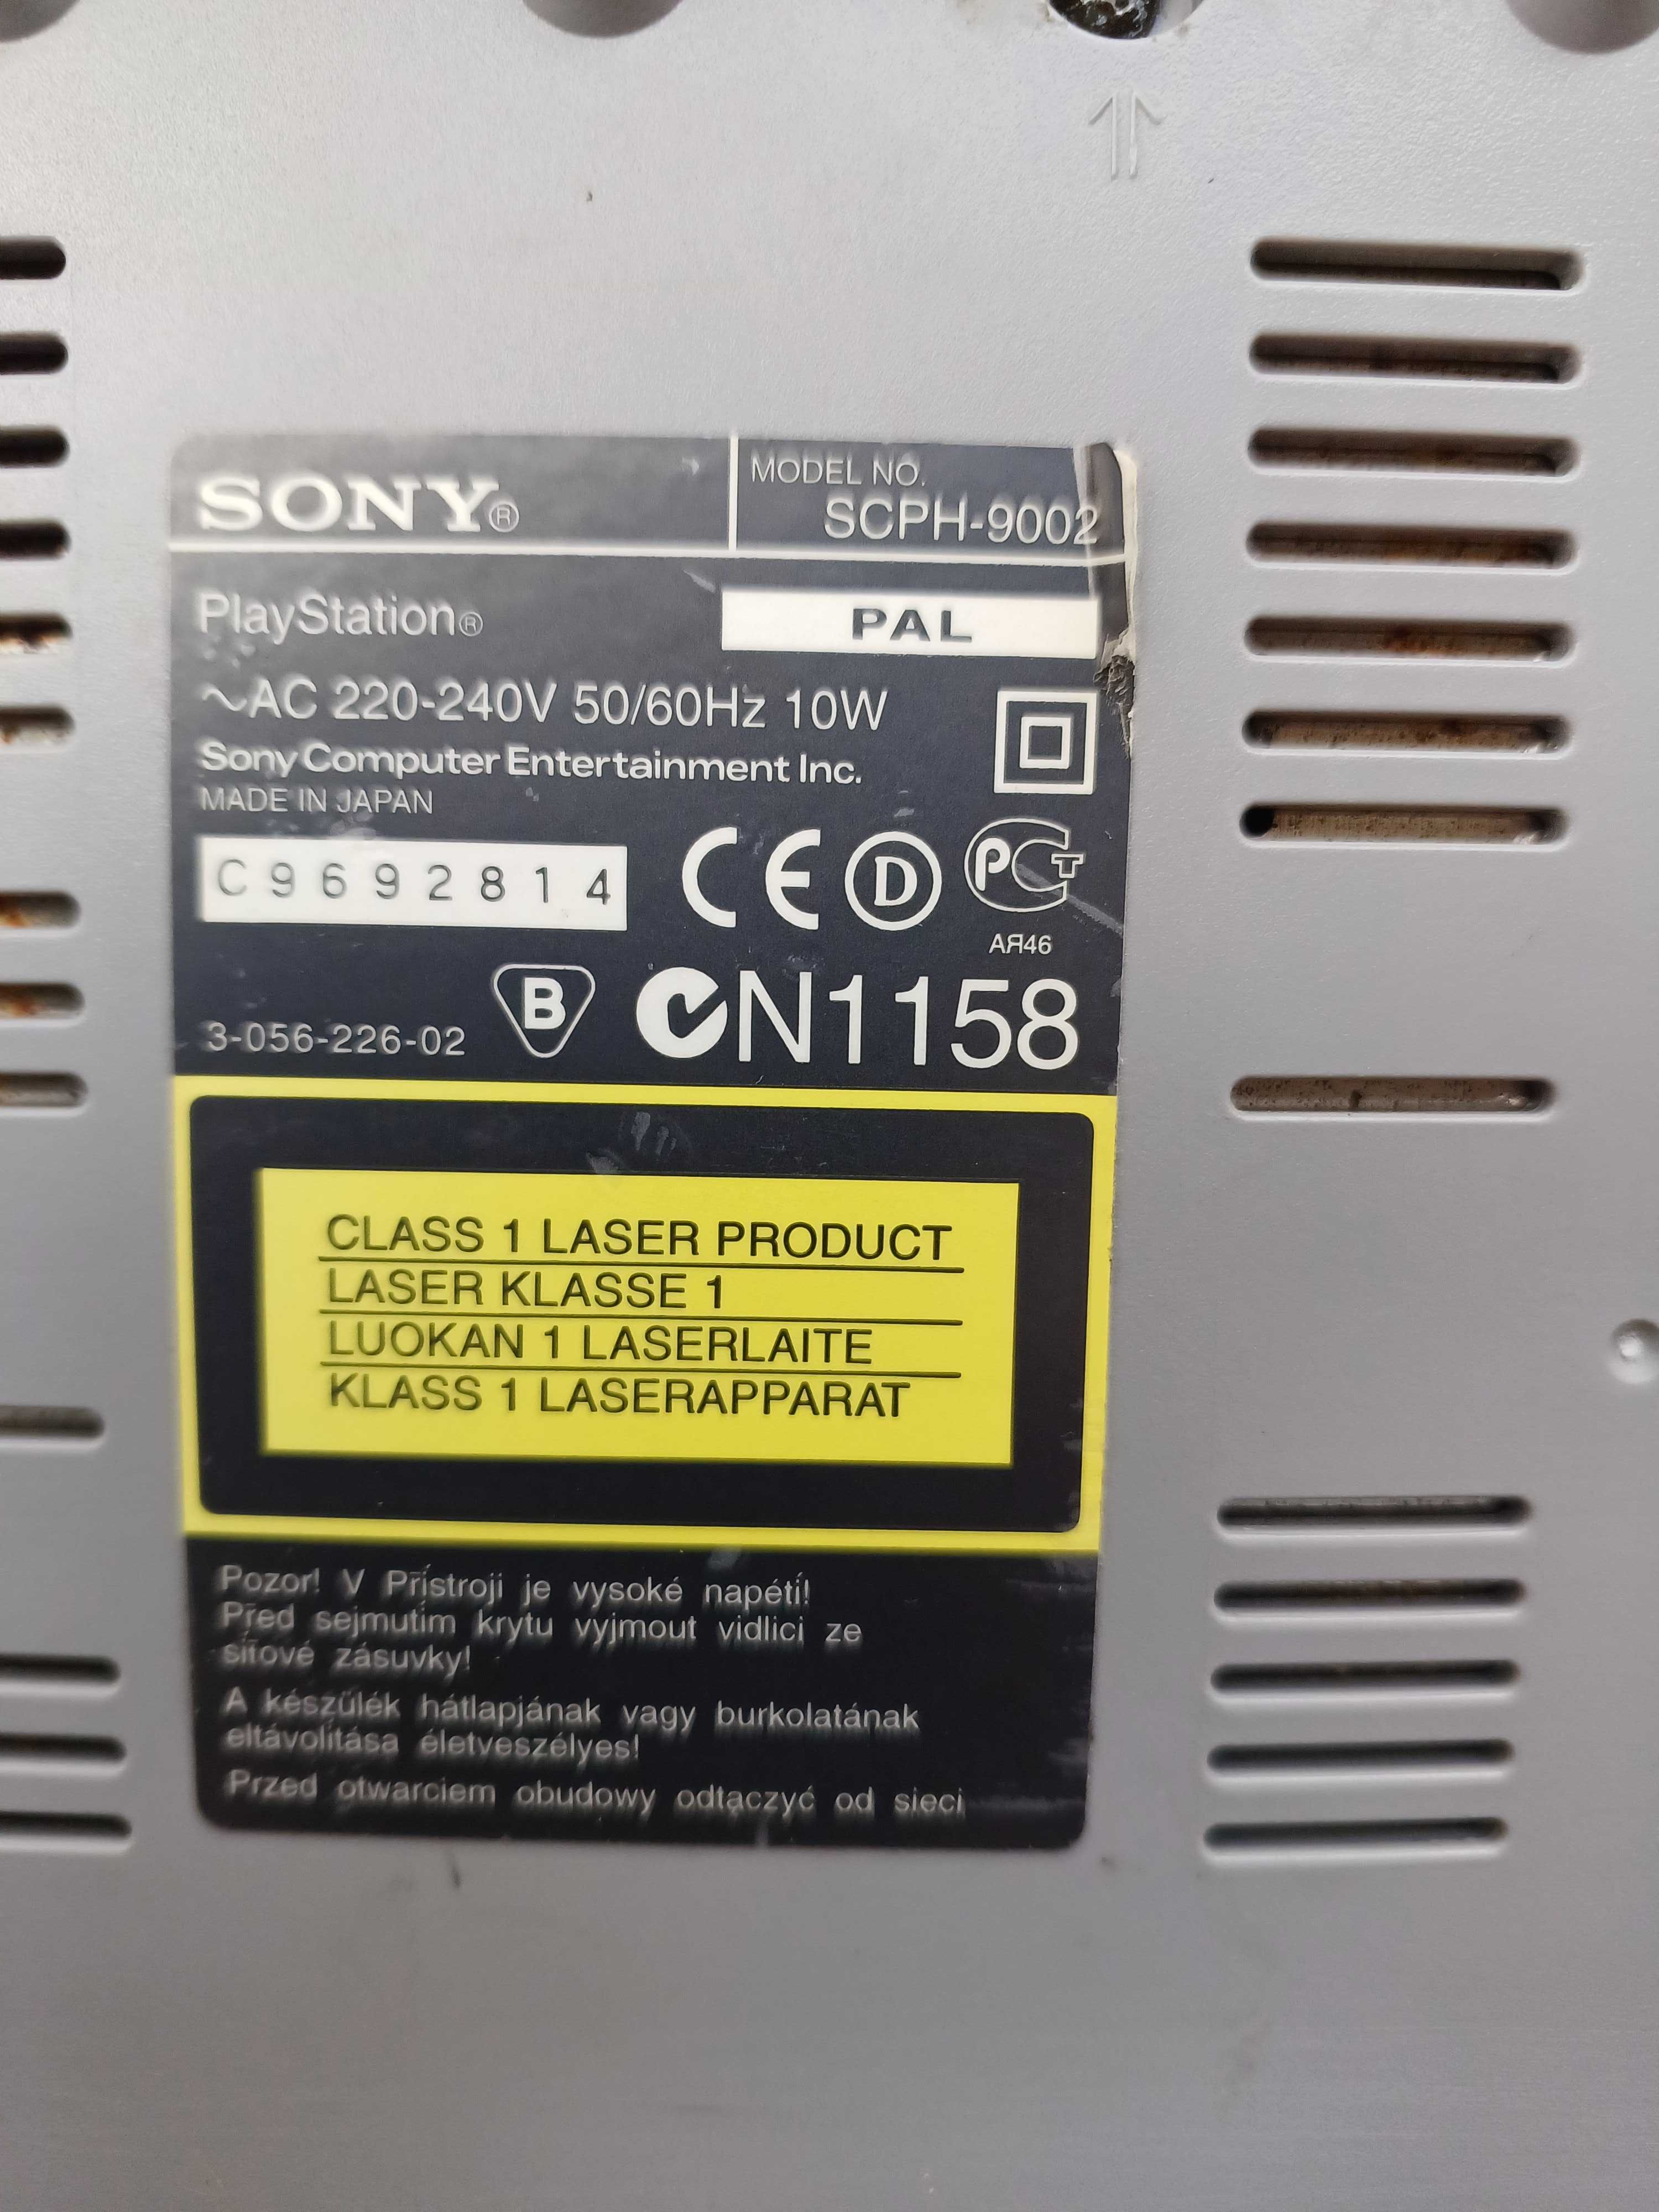 SONY®
MODEL NO.
SCPH-9002
PlayStation®
PAL
~AC 220-240V 50/60Hz 10W
Sony Computer Entertainment Inc.
MADE IN JAPAN
C9692814
CE D PCT
AЯ46
3-056-226-02
B
N1158
CLASS 1 LASER PRODUCT
LASER KLASSE 1
LUOKAN 1 LASERLAITE
KLASS 1 LASERAPPARAT
Pozor! V Přístroji je vysoké napétí!
Před sejmutím krytu vyjmout vidlici ze
síťové zásuvky!
A készülék hátlapjának vagy burkolatának
eltávolítása életveszélyes!
Przed otwarciem obudowy odłączyć od sieci